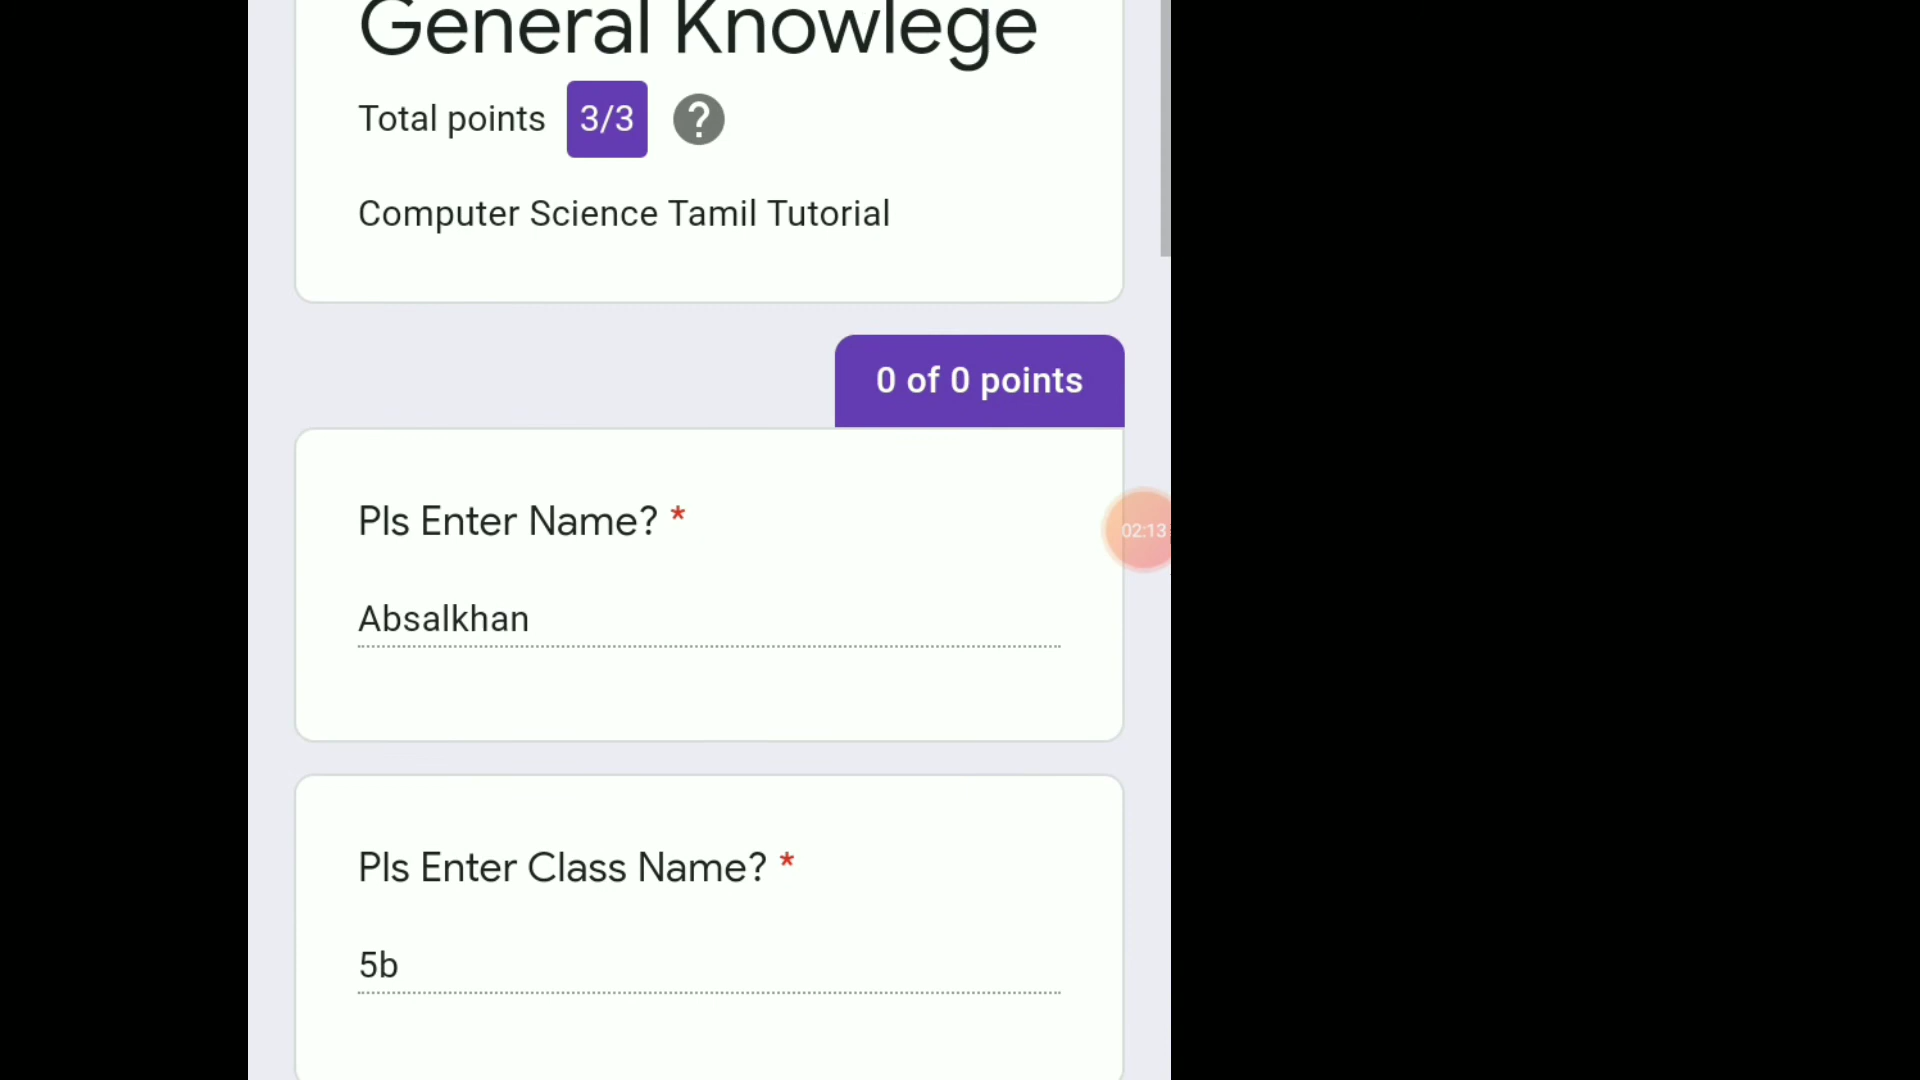 General Knowlege
Total points 3/3 ?
Computer Science Tamil Tutorial
0 of 0 points
Pls Enter Name? *
02:13
Absalkhan
Pls Enter Class Name? *
5b